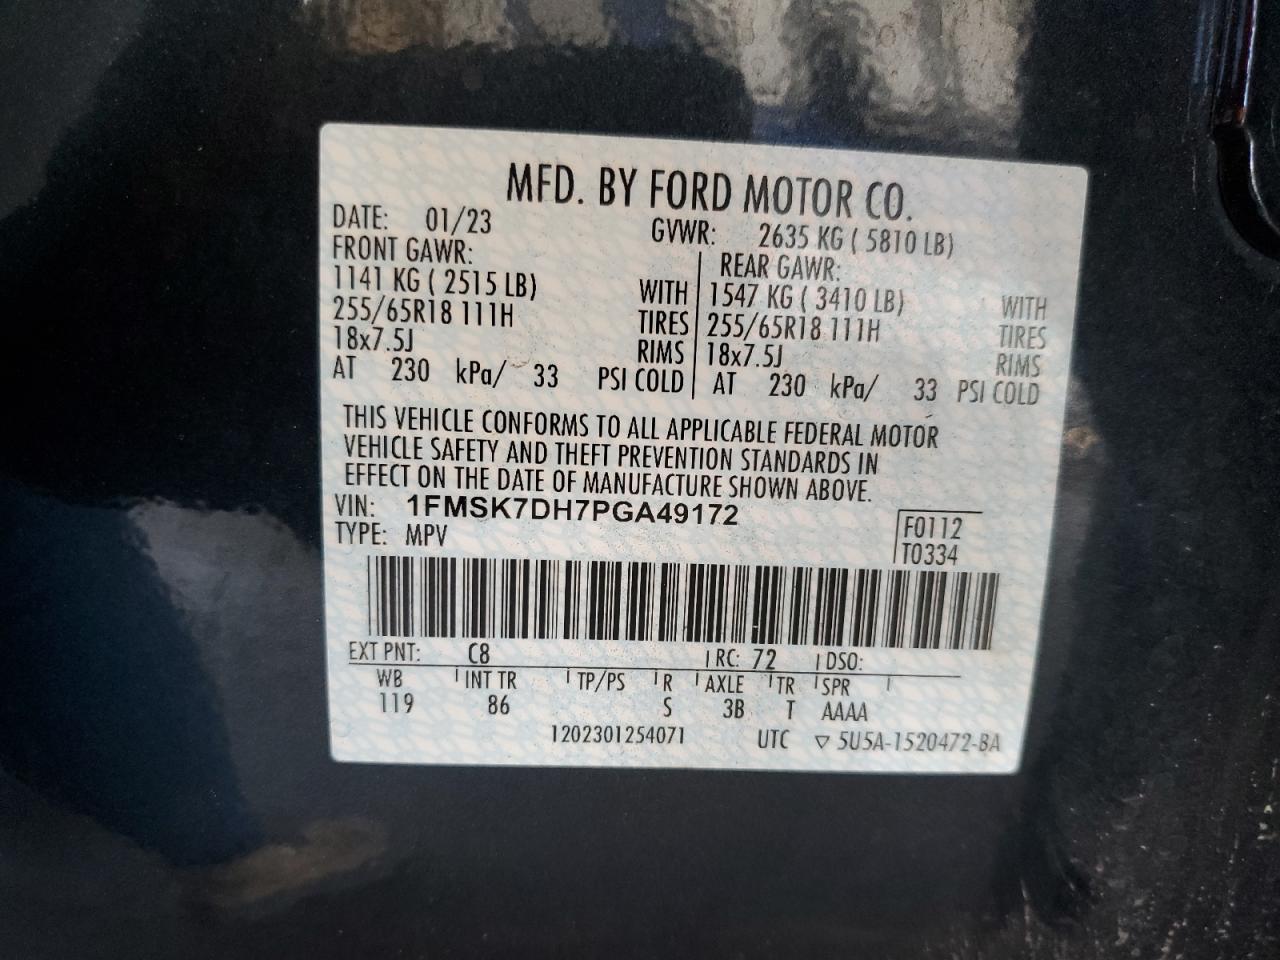 MFD. BY FORD MOTOR CO.
DATE: 01/23 GVWR: 2635 KG ( 5810 LB)
FRONT GAWR: REAR GAWR:
1141 KG ( 2515 LB) WITH 1547 KG ( 3410 LB) WITH
255/65R18 111H TIRES 255/65R18 111H TIRES
18x7.5J RIMS 18x7.5J RIMS
AT 230 kPa/ 33 PSI COLD AT 230 kPa/ 33 PSI COLD
THIS VEHICLE CONFORMS TO ALL APPLICABLE FEDERAL MOTOR
VEHICLE SAFETY AND THEFT PREVENTION STANDARDS IN
EFFECT ON THE DATE OF MANUFACTURE SHOWN ABOVE.
VIN: 1FMSK7DH7PGA49172 F0112
TYPE: MPV T0334
EXT PNT: C8 RC: 72 DSO:
WB INT TR TP/PS R AXLE TR SPR
119 86 S 3B T AAAA
1202301254071 UTC ▽ 5U5A-1520472-BA